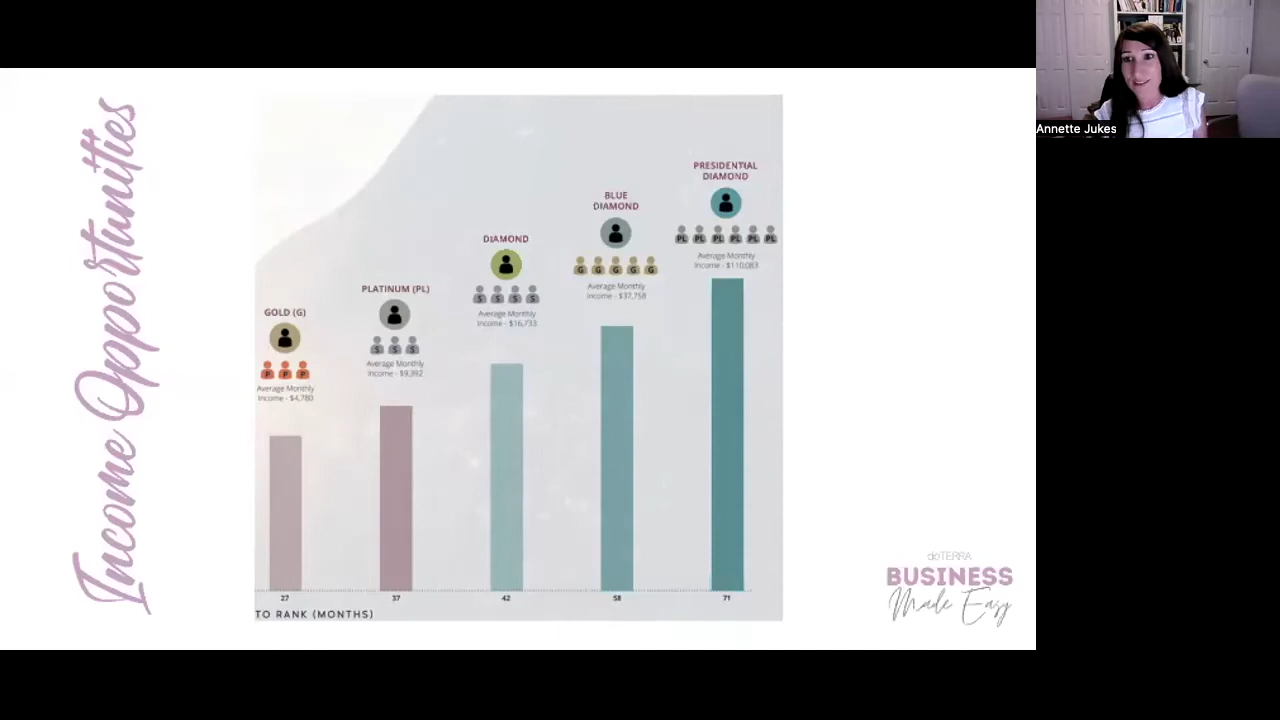 Income Opportunities
GOLD (G)
P P P
Average Monthly
Income - $4,780
PLATINUM (PL)
S S S
Average Monthly
Income - $9,392
DIAMOND
S S S S
Average Monthly
Income - $16,733
BLUE
DIAMOND
G G G G G
Average Monthly
Income - $37,758
PRESIDENTIAL
DIAMOND
PL PL PL PL PL PL
Average Monthly
Income - $110,083
27 37 42 58 71
TO RANK (MONTHS)
dōTERRA
BUSINESS
Made Easy
Annette Jukes